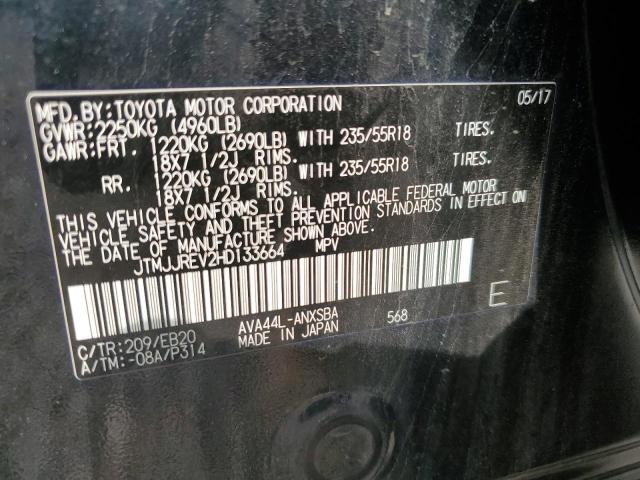 MFD.BY:TOYOTA MOTOR CORPORATION 05/17
GVWR:2250KG (4960LB)
GAWR:FRT. 1220KG (2690LB) WITH 235/55R18 TIRES.
18X7 1/2J RIMS.
RR. 1220KG (2690LB) WITH 235/55R18 TIRES.
18X7 1/2J RIMS.
THIS VEHICLE CONFORMS TO ALL APPLICABLE FEDERAL MOTOR
VEHICLE SAFETY AND THEFT PREVENTION STANDARDS IN EFFECT ON
THE DATE OF MANUFACTURE SHOWN ABOVE.
JTMJJREV2HD133664 MPV
E
C/TR:209/EB20 AVA44L-ANXSBA 568
A/TM:-08A/P314 MADE IN JAPAN